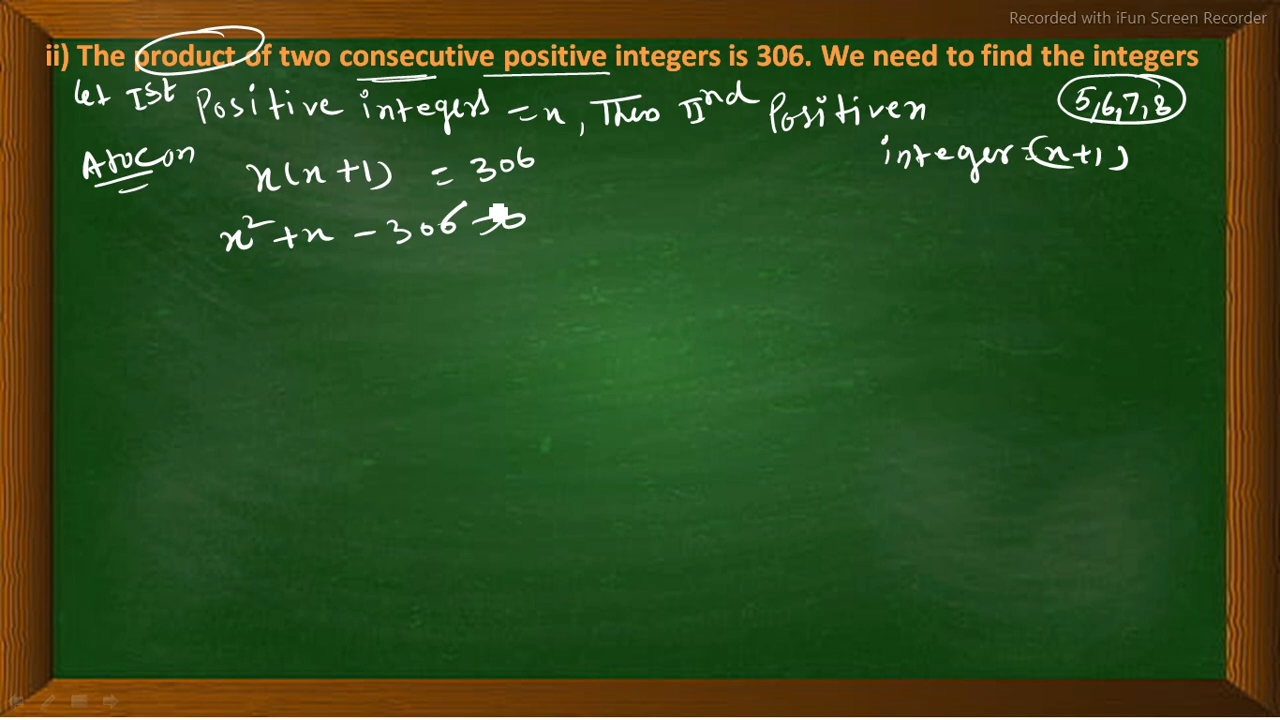 Recorded with iFun Screen Recorder
ii) The product of two consecutive positive integers is 306. We need to find the integers
Let Ist Positive integers = x, Then IInd Positive
integer = (x+1)
5,6,7,8
x(x+1) = 306
x² + x - 306 = 0